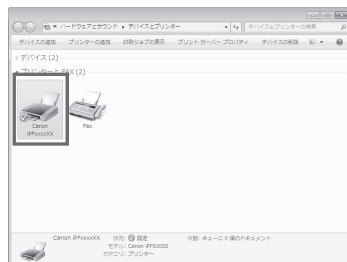 « ハードウェアとサウンド ▸ デバイスとプリンター
デバイスとプリンターの検索
デバイスの追加 プリンターの追加 印刷ジョブの表示 プリント サーバー プロパティ デバイスの削除
デバイス (2)
プリンターと FAX (2)
Canon
iPFxxxxXX
Fax
Canon iPFxxxxXX 状態: 既定 状態: キューに 0 個のドキュメント
モデル: Canon iPF8300S
カテゴリ: プリンター